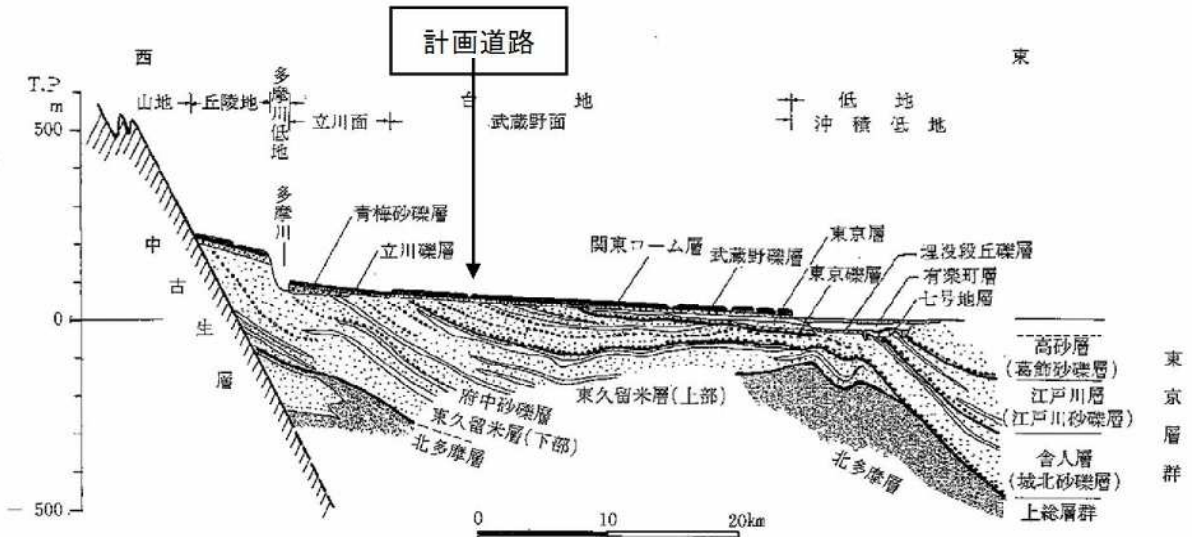 計画道路
西
東
T.P
m
山地
丘陵地
多摩川低地
台地
低地
立川面
武蔵野面
沖積低地
500
多摩川
青梅砂礫層
立川礫層
関東ローム層
武蔵野礫層
東京層
東京礫層
埋没段丘礫層
有楽町層
七号地層
中古生層
0
高砂層
(葛飾砂礫層)
江戸川層
(江戸川砂礫層)
舎人層
(城北砂礫層)
上総層群
東京層群
府中砂礫層
東久留米層(下部)
北多摩層
東久留米層(上部)
北多摩層
- 500
0 10 20km